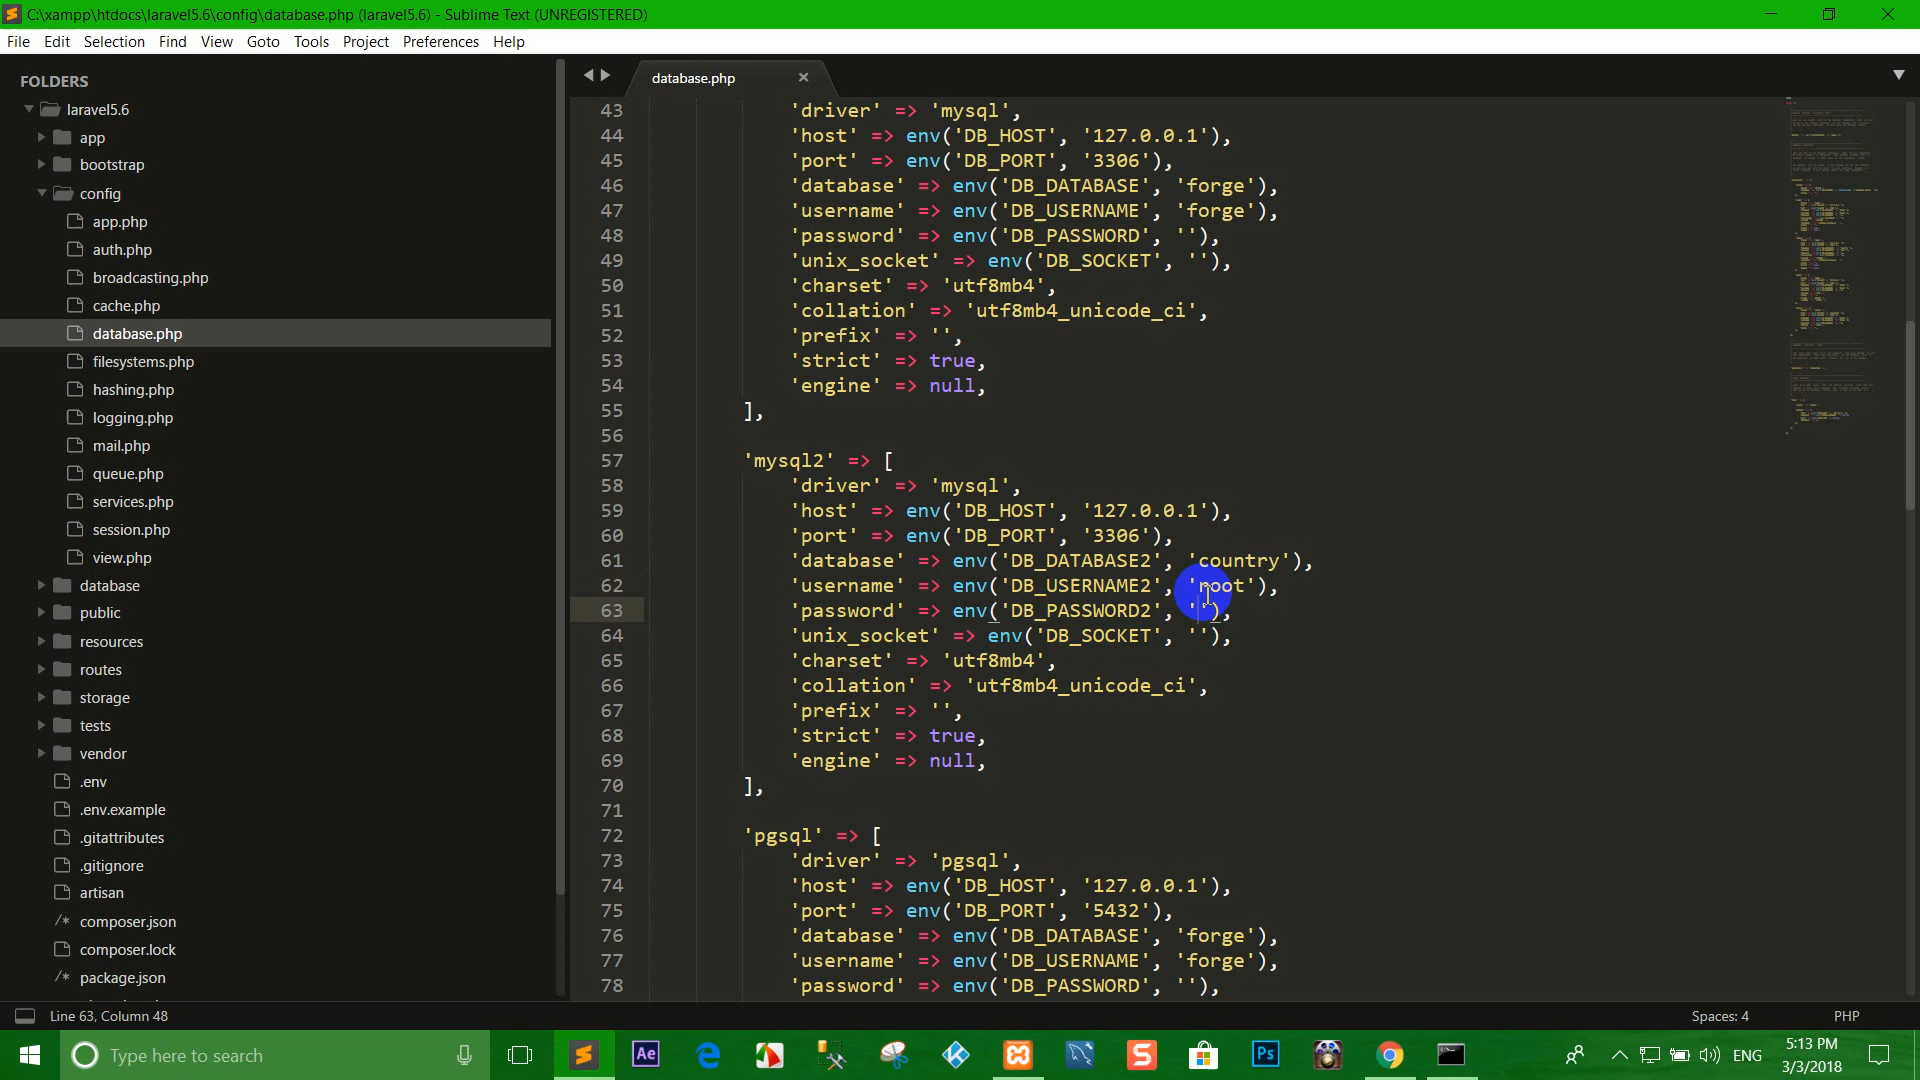 C:\xampp\htdocs\laravel5.6\config\database.php (laravel5.6) - Sublime Text (UNREGISTERED)
File Edit Selection Find View Goto Tools Project Preferences Help
FOLDERS
laravel5.6
app
bootstrap
config
app.php
auth.php
broadcasting.php
cache.php
database.php
filesystems.php
hashing.php
logging.php
mail.php
queue.php
services.php
session.php
view.php
database
public
resources
routes
storage
tests
vendor
.env
.env.example
.gitattributes
.gitignore
artisan
/* composer.json
composer.lock
/* package.json
database.php
43 'driver' => 'mysql',
44 'host' => env('DB_HOST', '127.0.0.1'),
45 'port' => env('DB_PORT', '3306'),
46 'database' => env('DB_DATABASE', 'forge'),
47 'username' => env('DB_USERNAME', 'forge'),
48 'password' => env('DB_PASSWORD', ''),
49 'unix_socket' => env('DB_SOCKET', ''),
50 'charset' => 'utf8mb4',
51 'collation' => 'utf8mb4_unicode_ci',
52 'prefix' => '',
53 'strict' => true,
54 'engine' => null,
55 ],
56
57 'mysql2' => [
58 'driver' => 'mysql',
59 'host' => env('DB_HOST', '127.0.0.1'),
60 'port' => env('DB_PORT', '3306'),
61 'database' => env('DB_DATABASE2', 'country'),
62 'username' => env('DB_USERNAME2', 'root'),
63 'password' => env('DB_PASSWORD2', ''),
64 'unix_socket' => env('DB_SOCKET', ''),
65 'charset' => 'utf8mb4',
66 'collation' => 'utf8mb4_unicode_ci',
67 'prefix' => '',
68 'strict' => true,
69 'engine' => null,
70 ],
71
72 'pgsql' => [
73 'driver' => 'pgsql',
74 'host' => env('DB_HOST', '127.0.0.1'),
75 'port' => env('DB_PORT', '5432'),
76 'database' => env('DB_DATABASE', 'forge'),
77 'username' => env('DB_USERNAME', 'forge'),
78 'password' => env('DB_PASSWORD', ''),
Line 63, Column 48
Spaces: 4
PHP
Type here to search
Ae
Ps
ENG
5:13 PM
3/3/2018